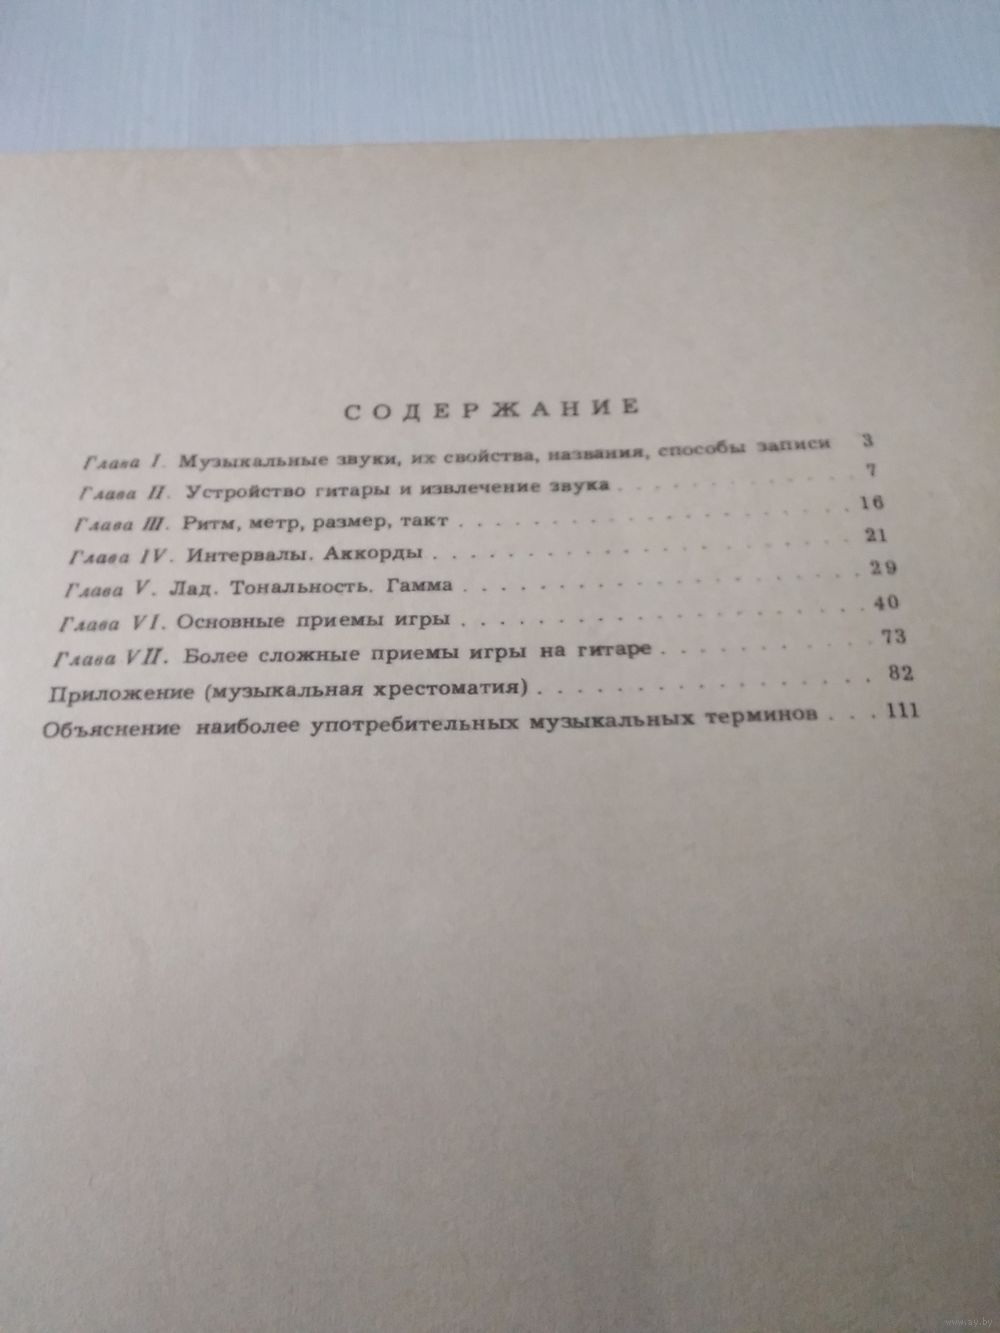 СОДЕРЖАНИЕ
Глава I. Музыкальные звуки, их свойства, названия, способы записи 3
Глава II. Устройство гитары и извлечение звука . . . . . . . . . . . 7
Глава III. Ритм, метр, размер, такт . . . . . . . . . . . . . . . . . . 16
Глава IV. Интервалы. Аккорды . . . . . . . . . . . . . . . . . . . 21
Глава V. Лад. Тональность. Гамма . . . . . . . . . . . . . . . . . 29
Глава VI. Основные приемы игры . . . . . . . . . . . . . . . . . 40
Глава VII. Более сложные приемы игры на гитаре . . . . . . . . . 73
Приложение (музыкальная хрестоматия) . . . . . . . . . . . . . . 82
Объяснение наиболее употребительных музыкальных терминов . . . 111
www.ay.by